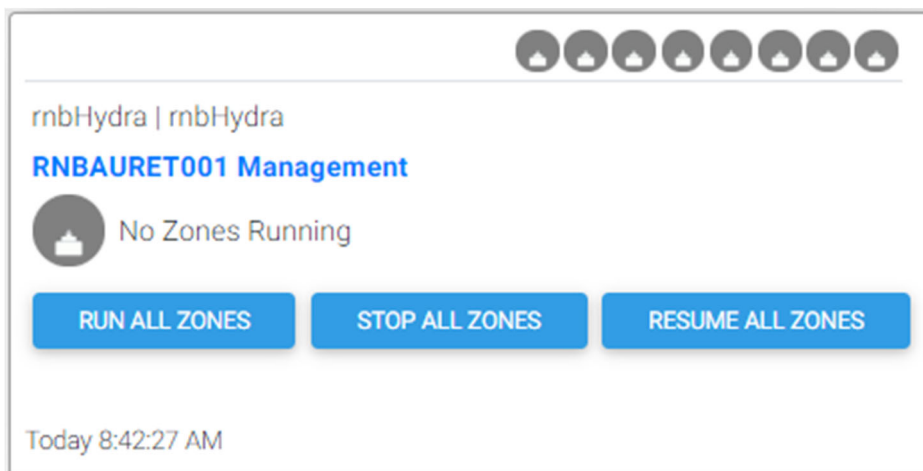 rnbHydra | rnbHydra
RNBAURET001 Management
No Zones Running
RUN ALL ZONES STOP ALL ZONES RESUME ALL ZONES
Today 8:42:27 AM